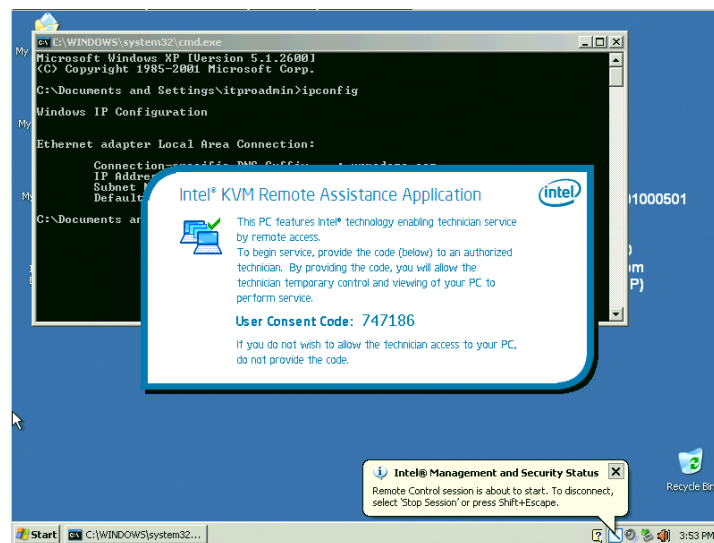 My
C:\WINDOWS\system32\cmd.exe
Microsoft Windows XP [Version 5.1.2600]
(C) Copyright 1985-2001 Microsoft Corp.
C:\Documents and Settings\itproadmin>ipconfig
Windows IP Configuration
My
Ethernet adapter Local Area Connection:
IP Addre
Subnet
My
Default
C:\Documents an
1000501
om
P)
Intel® KVM Remote Assistance Application
intel
This PC features Intel® technology enabling technician service
by remote access.
To begin service, provide the code (below) to an authorized
technician. By providing the code, you will allow the
technician temporary control and viewing of your PC to
perform service.
User Consent Code: 747186
If you do not wish to allow the technician access to your PC,
do not provide the code.
Intel® Management and Security Status
Remote Control session is about to start. To disconnect,
select 'Stop Session' or press Shift+Escape.
Recycle Bin
Start
C:\WINDOWS\system32...
3:53 PM